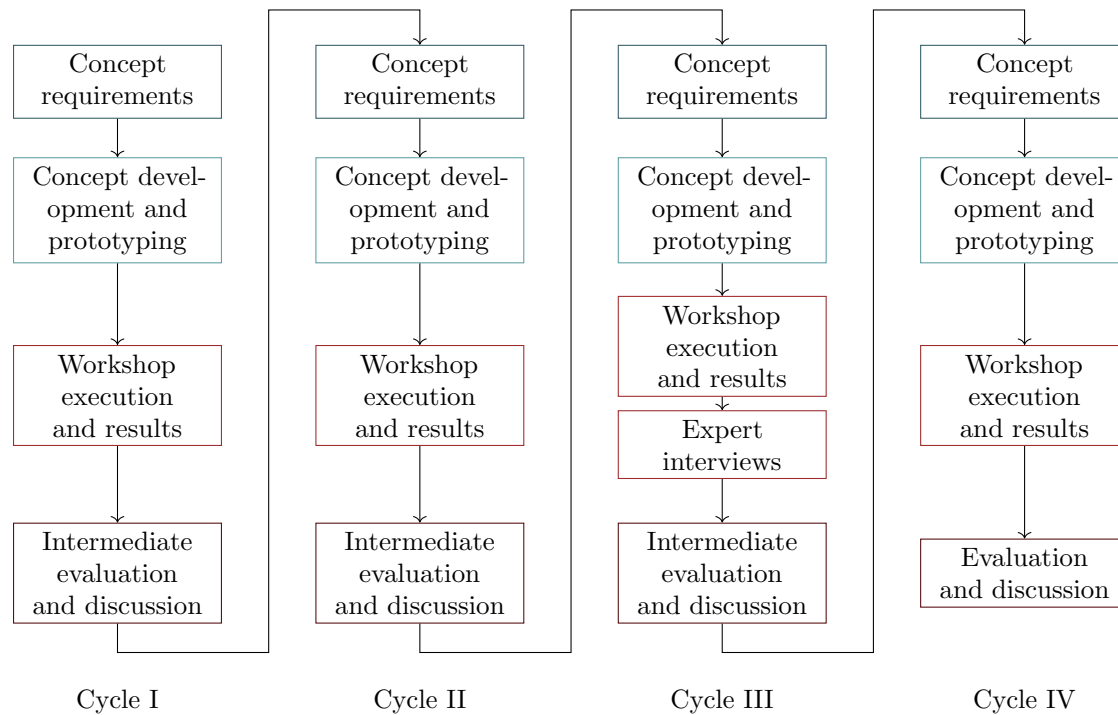 Concept
requirements
Concept devel-
opment and
prototyping
Workshop
execution
and results
Intermediate
evaluation
and discussion
Cycle I
Concept
requirements
Concept devel-
opment and
prototyping
Workshop
execution
and results
Intermediate
evaluation
and discussion
Cycle II
Concept
requirements
Concept devel-
opment and
prototyping
Workshop
execution
and results
Expert
interviews
Intermediate
evaluation
and discussion
Cycle III
Concept
requirements
Concept devel-
opment and
prototyping
Workshop
execution
and results
Evaluation
and discussion
Cycle IV